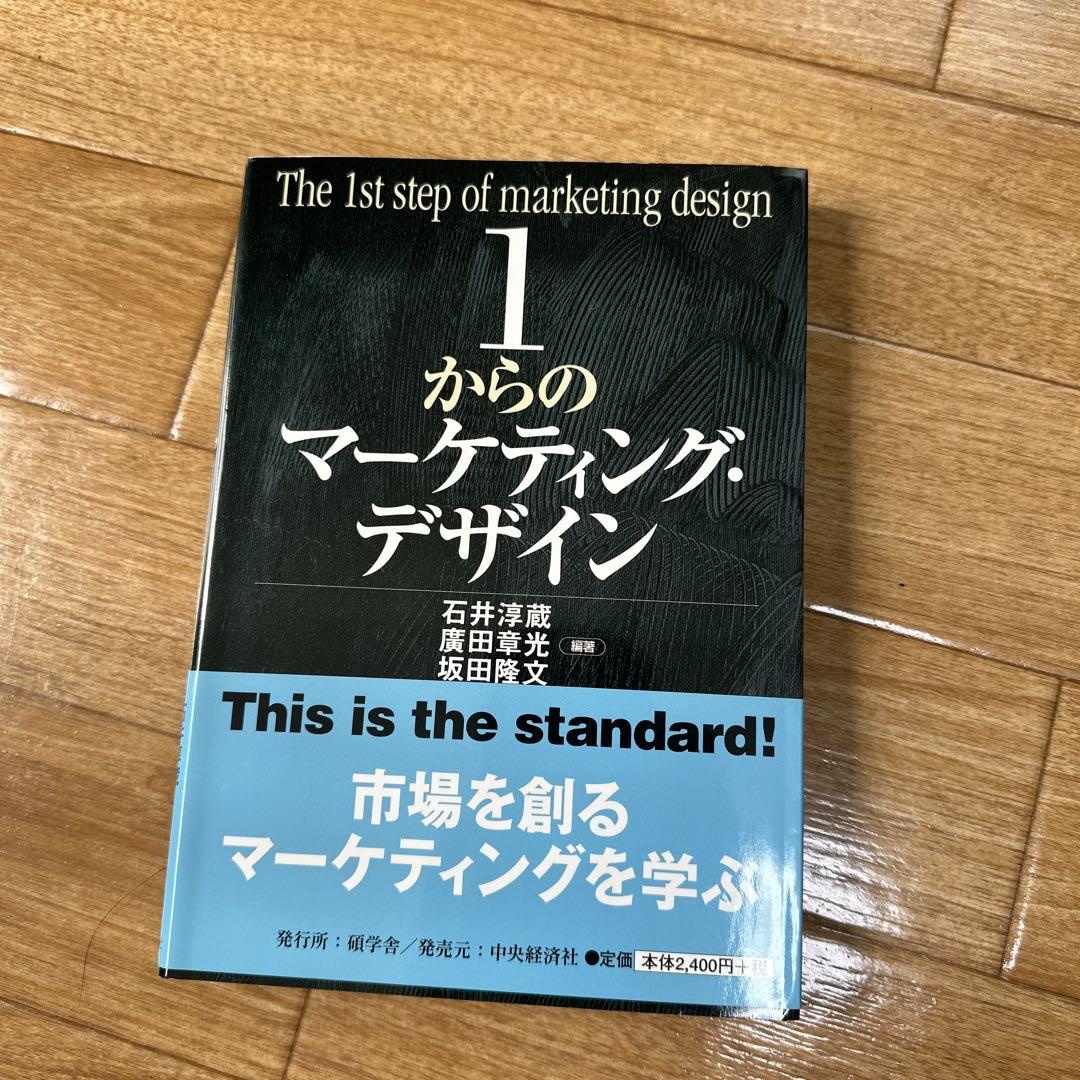 The 1st step of marketing design
1
からの
マーケティング・
デザイン
石井淳蔵
廣田章光
坂田隆文
編著
This is the standard!
市場を創る
マーケティングを学ぶ
発行所：碩学舎／発売元：中央経済社 ●定価 本体2,400円+税